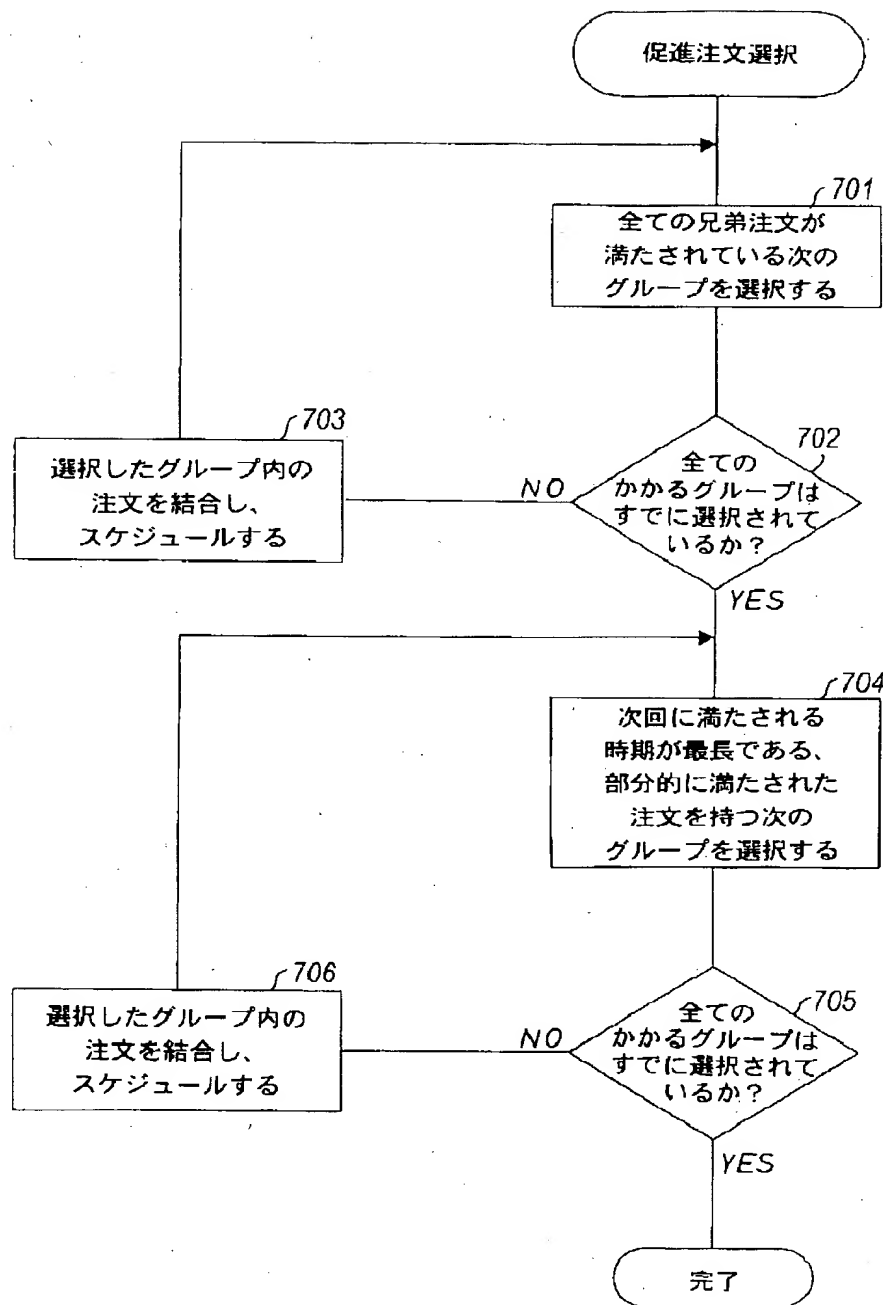 促進注文選択
701
全ての兄弟注文が
満たされている次の
グループを選択する
703
選択したグループ内の
注文を結合し、
スケジュールする
NO
702
全ての
かかるグループは
すでに選択されて
いるか？
YES
704
次回に満たされる
時期が最長である、
部分的に満たされた
注文を持つ次の
グループを選択する
706
選択したグループ内の
注文を結合し、
スケジュールする
NO
705
全ての
かかるグループは
すでに選択されて
いるか？
YES
完了